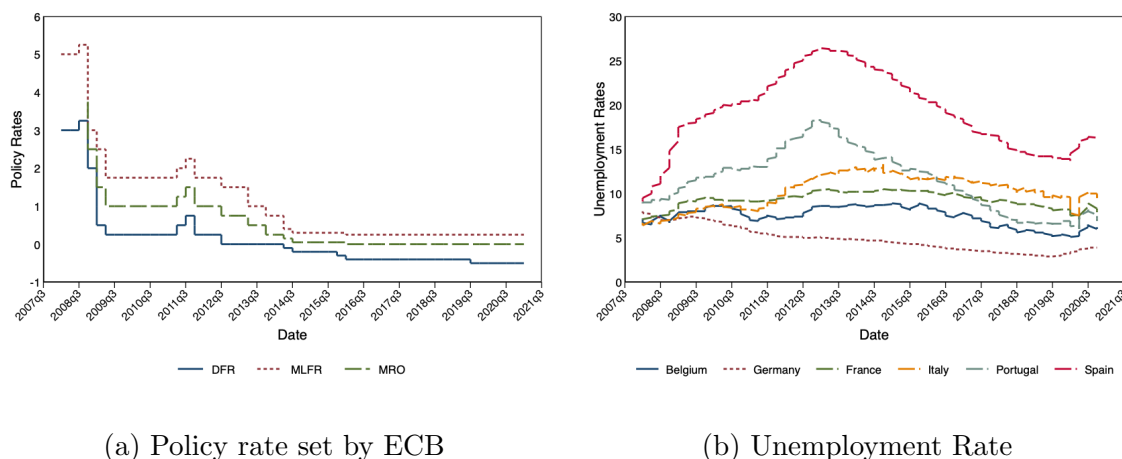 Policy Rates
6
5
4
3
2
1
0
-1
2007q3 2008q3 2009q3 2010q3 2011q3 2012q3 2013q3 2014q3 2015q3 2016q3 2017q3 2018q3 2019q3 2020q3 2021q3
Date
DFR MLFR MRO
(a) Policy rate set by ECB
Unemployment Rates
30
25
20
15
10
5
0
2007q3 2008q3 2009q3 2010q3 2011q3 2012q3 2013q3 2014q3 2015q3 2016q3 2017q3 2018q3 2019q3 2020q3 2021q3
Date
Belgium Germany France Italy Portugal Spain
(b) Unemployment Rate